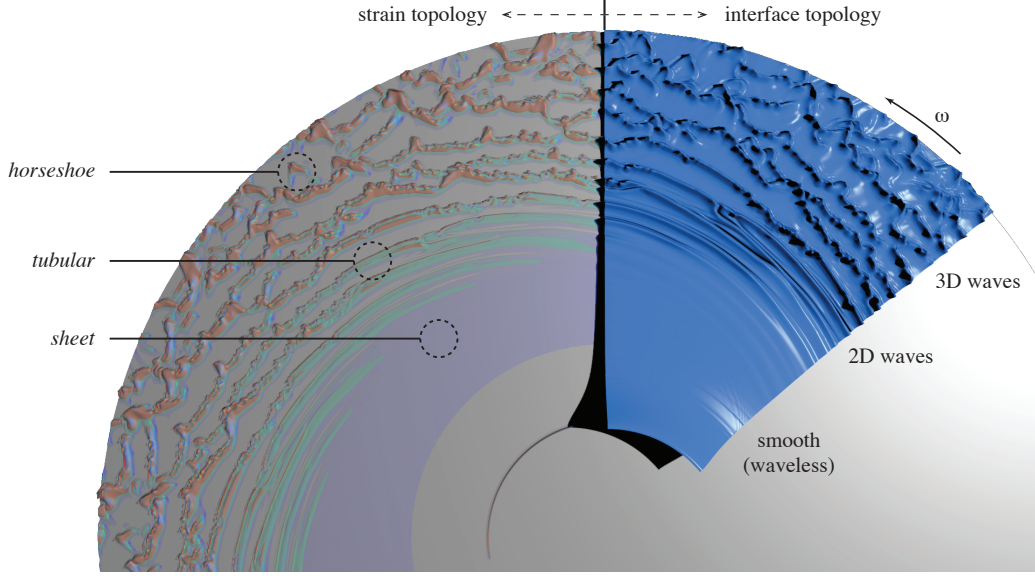 strain topology
interface topology
ω
horseshoe
tubular
sheet
3D waves
2D waves
smooth
(waveless)